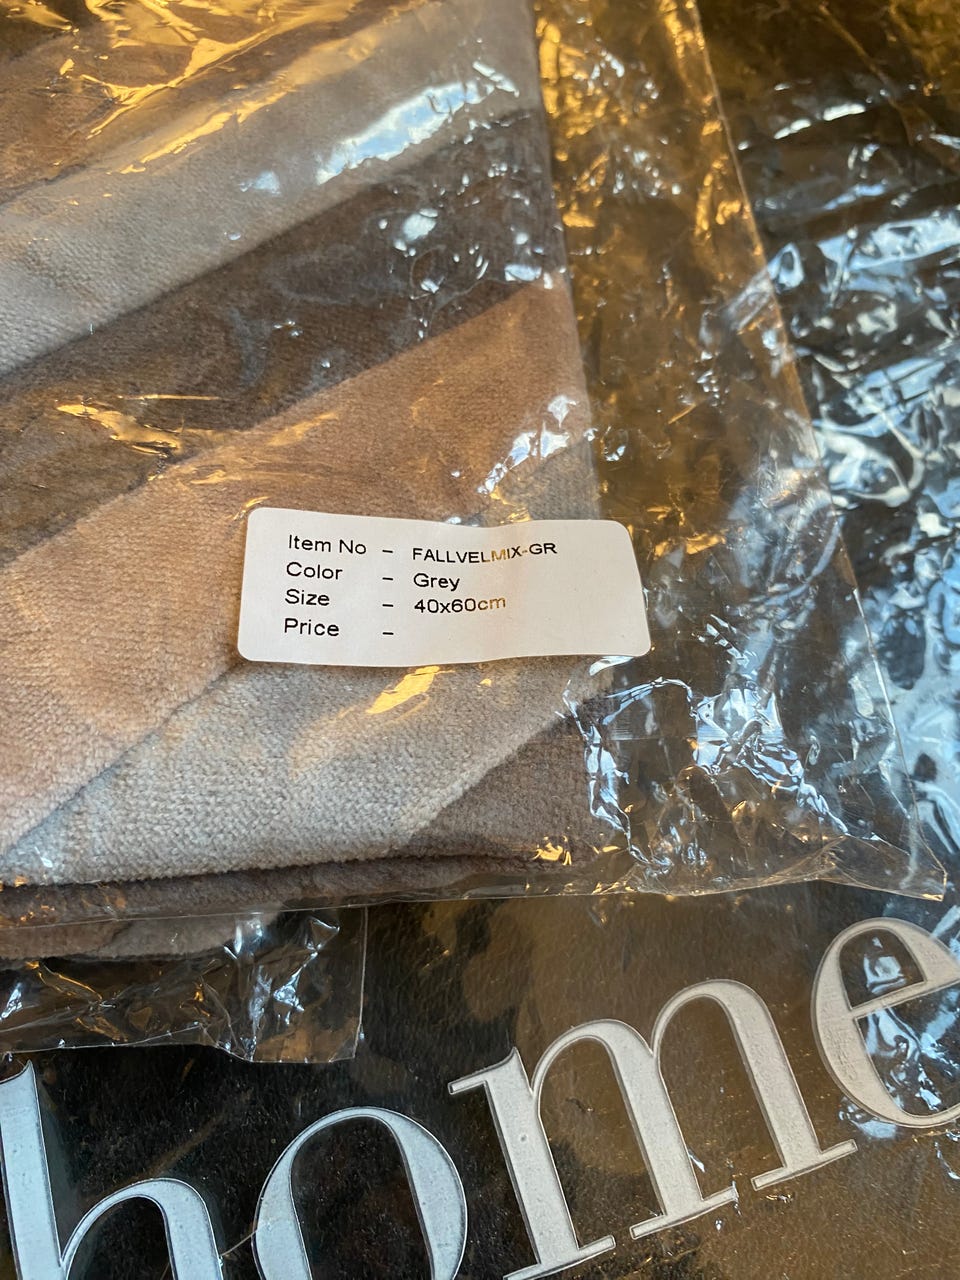 Item No - FALLVELMIX-GR
Color - Grey
Size - 40x60cm
Price -
home